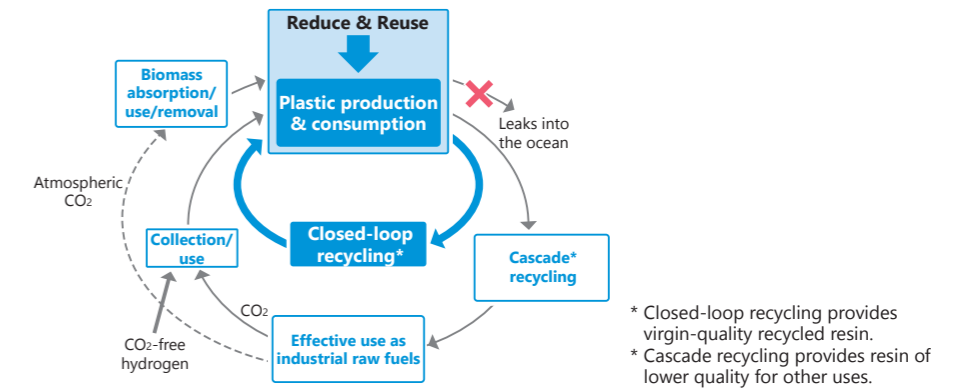 Reduce & Reuse
Plastic production
& consumption
Biomass
absorption/
use/removal
Leaks into
the ocean
Atmospheric
CO2
Collection/
use
Closed-loop
recycling*
Cascade*
recycling
CO2
CO2-free
hydrogen
Effective use as
industrial raw fuels
* Closed-loop recycling provides
virgin-quality recycled resin.
* Cascade recycling provides resin of
lower quality for other uses.